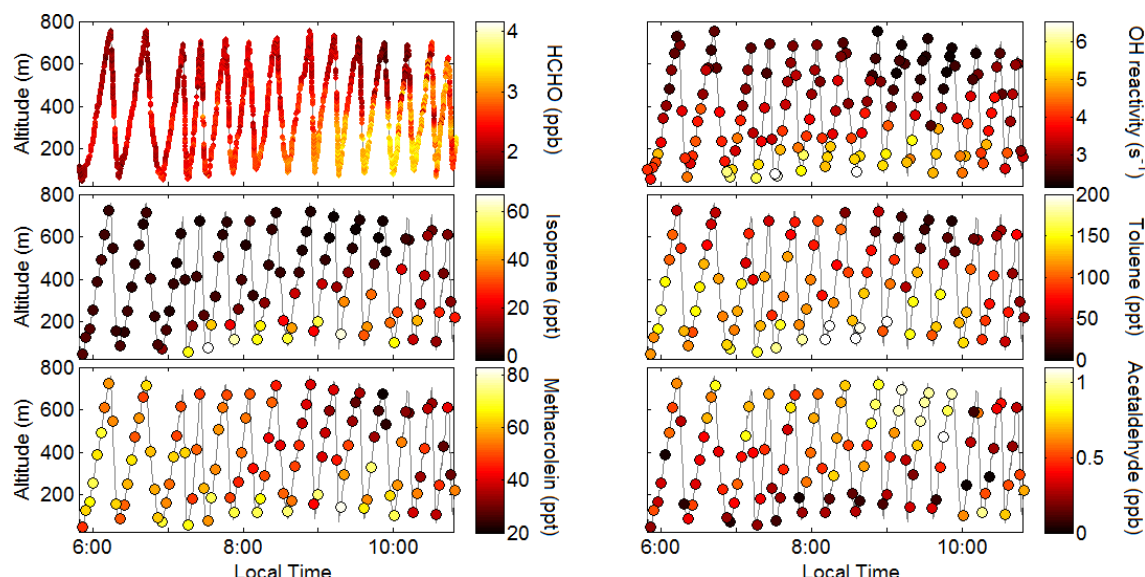 800
600
400
200
Altitude (m)
4
3
2
HCHO (ppb)
6
5
4
3
OH reactivity (s⁻¹)
800
600
400
200
Altitude (m)
60
40
20
0
Isoprene (ppt)
200
150
100
50
0
Toluene (ppt)
800
600
400
200
Altitude (m)
80
60
40
20
Methacrolein (ppt)
1
0.5
0
Acetaldehyde (ppb)
6:00 8:00 10:00
Local Time
6:00 8:00 10:00
Local Time